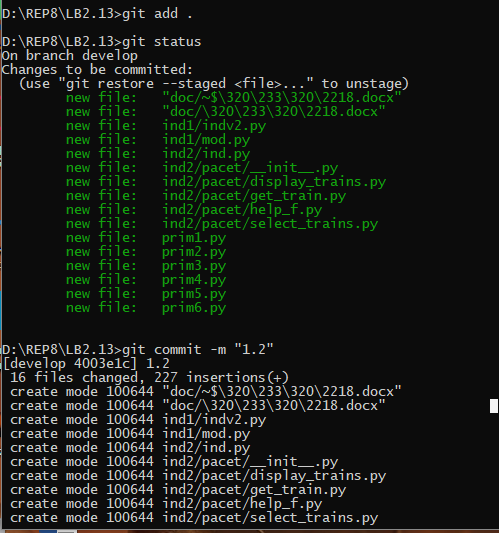 D:\REP8\LB2.13>git add .
D:\REP8\LB2.13>git status
On branch develop
Changes to be committed:
(use "git restore --staged <file>..." to unstage)
new file: "doc/~$\320\233\320\2218.docx"
new file: "doc/\320\233\320\2218.docx"
new file: ind1/indv2.py
new file: ind1/mod.py
new file: ind2/ind.py
new file: ind2/pacet/__init__.py
new file: ind2/pacet/display_trains.py
new file: ind2/pacet/get_train.py
new file: ind2/pacet/help_f.py
new file: ind2/pacet/select_trains.py
new file: prim1.py
new file: prim2.py
new file: prim3.py
new file: prim4.py
new file: prim5.py
new file: prim6.py
D:\REP8\LB2.13>git commit -m "1.2"
[develop 4003e1c] 1.2
16 files changed, 227 insertions(+)
create mode 100644 "doc/~$\320\233\320\2218.docx"
create mode 100644 "doc/\320\233\320\2218.docx"
create mode 100644 ind1/indv2.py
create mode 100644 ind1/mod.py
create mode 100644 ind2/ind.py
create mode 100644 ind2/pacet/__init__.py
create mode 100644 ind2/pacet/display_trains.py
create mode 100644 ind2/pacet/get_train.py
create mode 100644 ind2/pacet/help_f.py
create mode 100644 ind2/pacet/select_trains.py